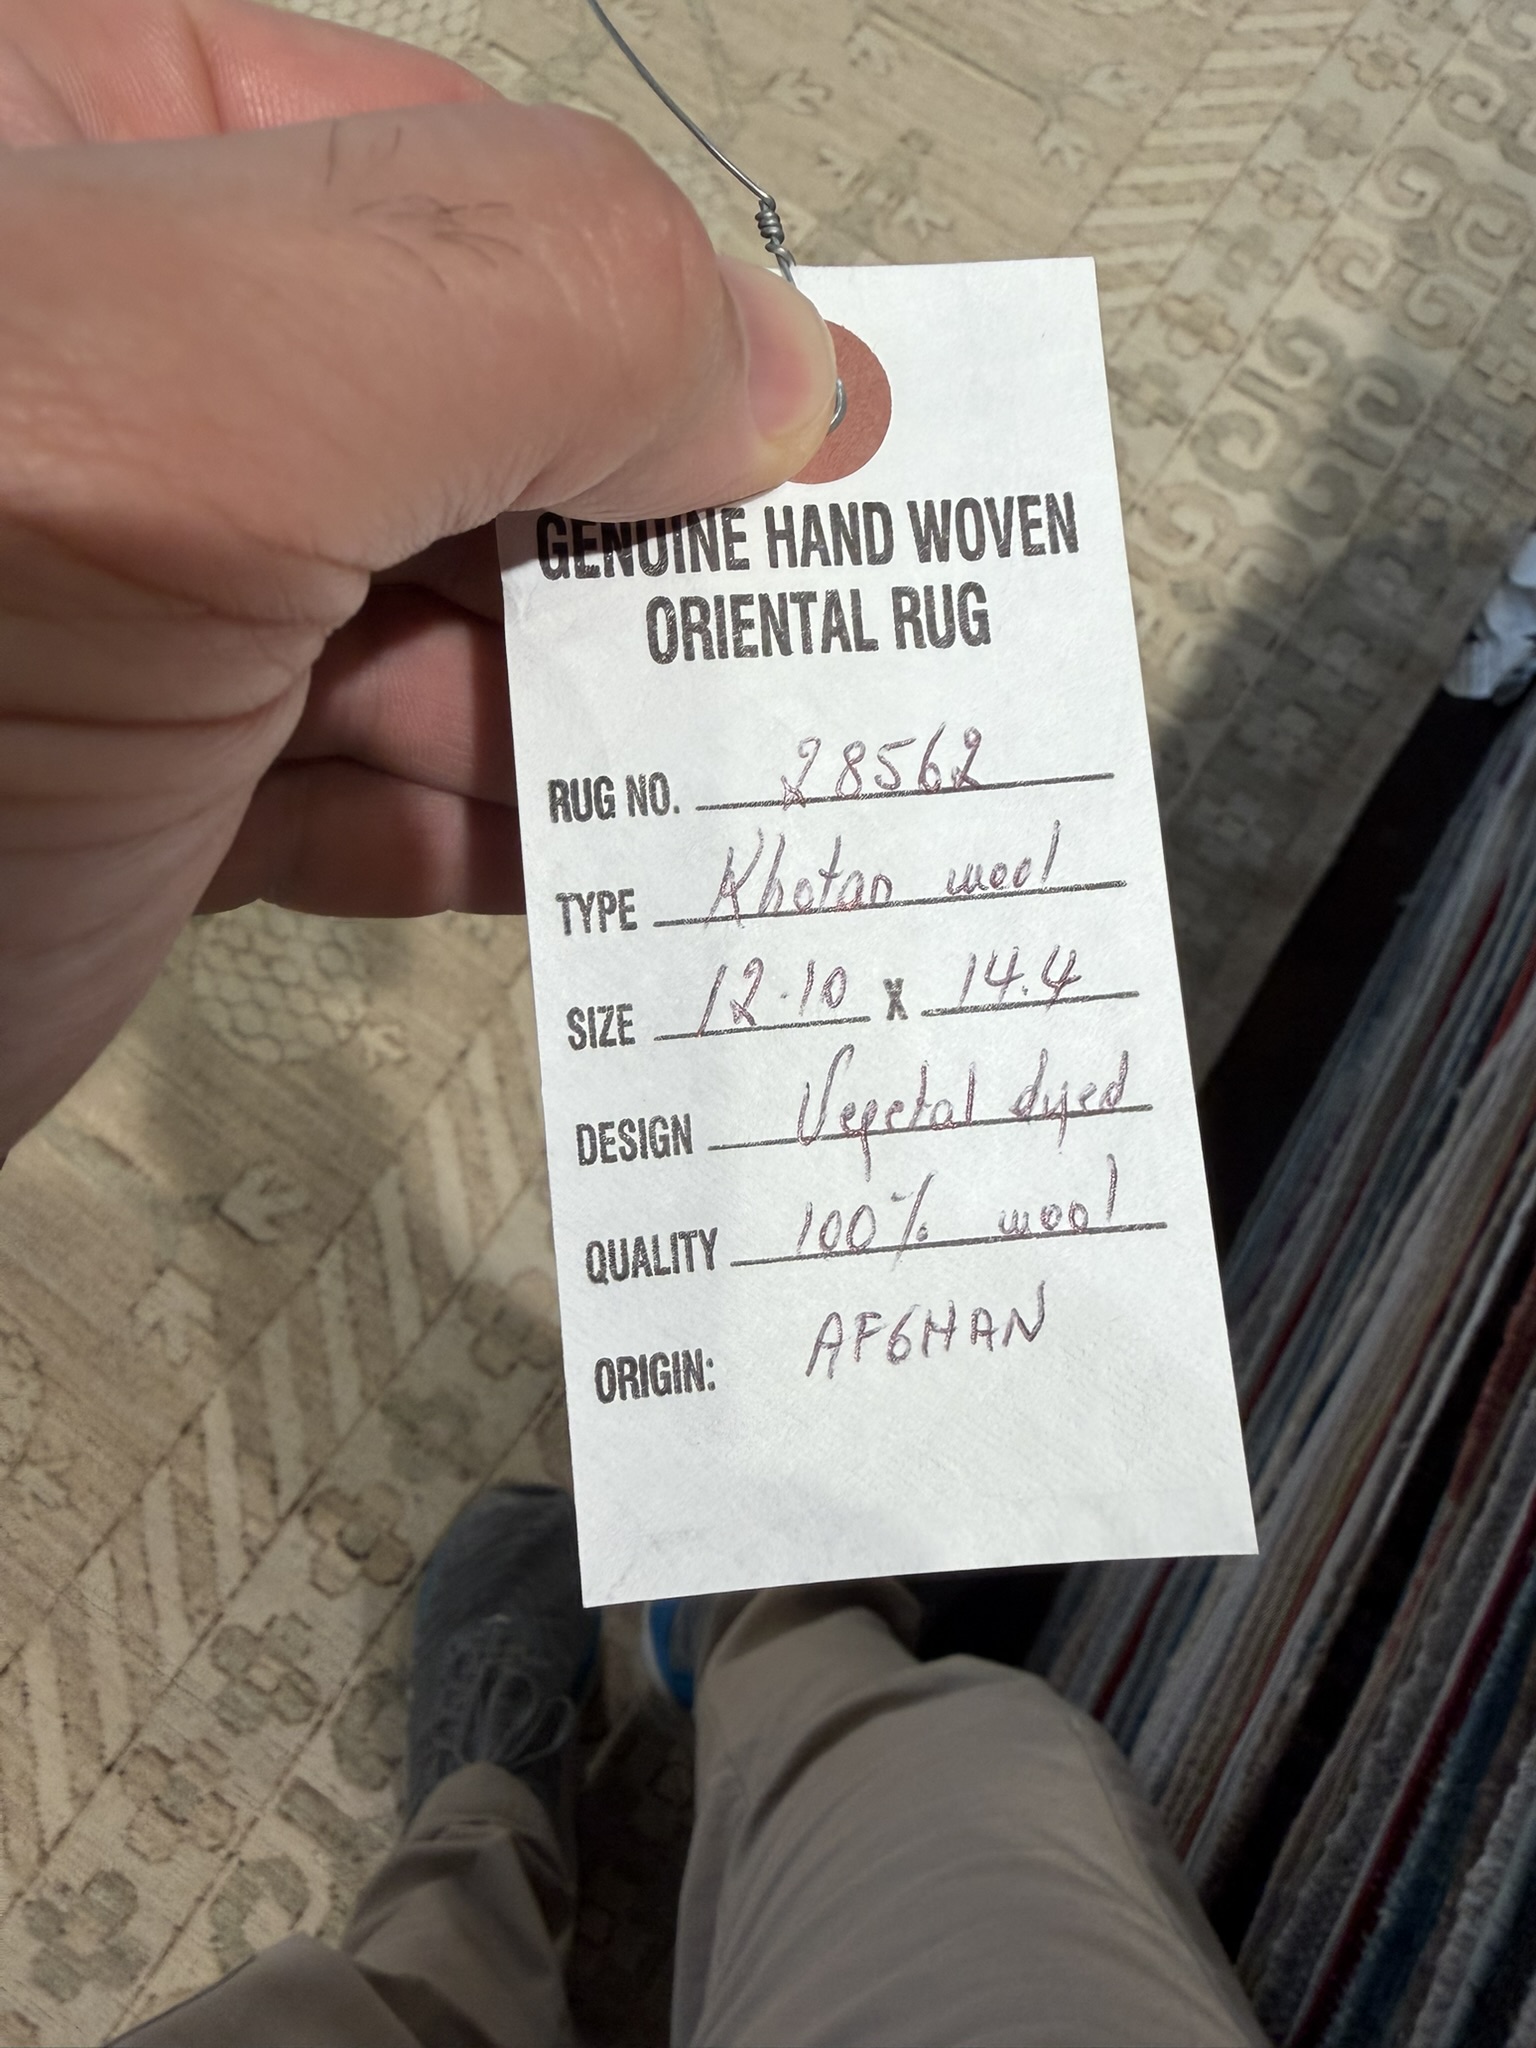 GENUINE HAND WOVEN
ORIENTAL RUG
RUG NO. 28562
TYPE Khotan wool
SIZE 12.10 X 14.4
DESIGN Vegetal dyed
QUALITY 100% wool
ORIGIN: AFGHAN